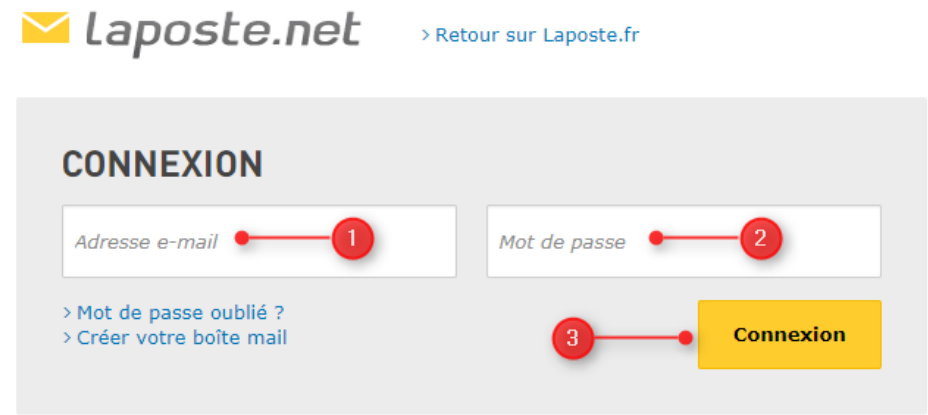 laposte.net
> Retour sur Laposte.fr
CONNEXION
Adresse e-mail 1
Mot de passe 2
> Mot de passe oublié ?
> Créer votre boîte mail
3 Connexion